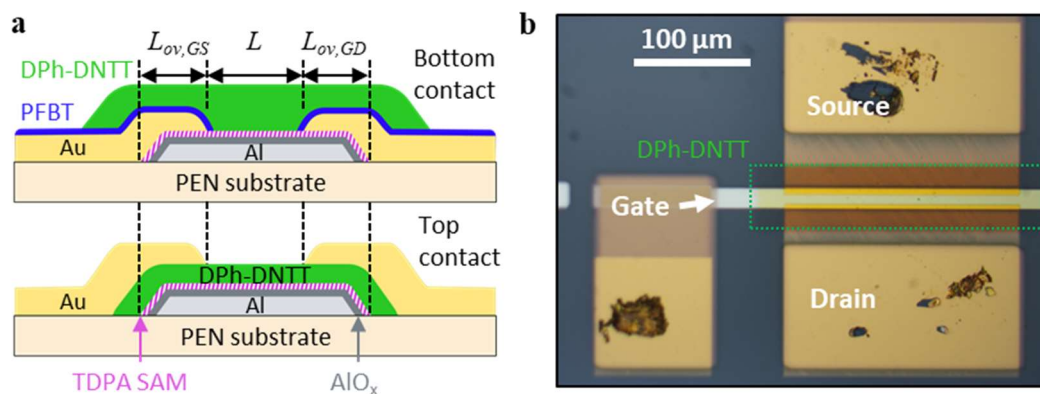 a
L_ov,GS
L
L_ov,GD
DPh-DNTT
Bottom
contact
PFBT
Au
Al
PEN substrate
Top
contact
DPh-DNTT
Au
Al
PEN substrate
TDPA SAM
AlOₓ
b
100 μm
Source
DPh-DNTT
Gate
Drain